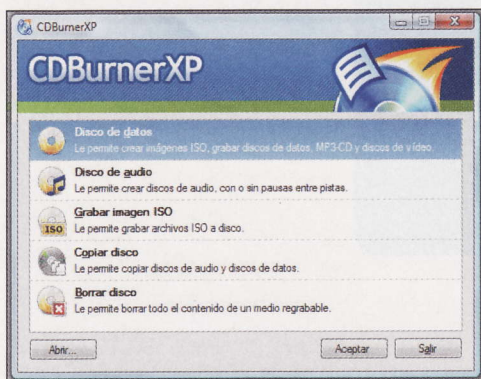 CDBurnerXP
CDBurnerXP
Disco de datos
Le permite crear imágenes ISO, grabar discos de datos, MP3-CD y discos de vídeo.
Disco de audio
Le permite crear discos de audio, con o sin pausas entre pistas.
Grabar imagen ISO
ISO
Le permite grabar archivos ISO a disco.
Copiar disco
Le permite copiar discos de audio y discos de datos.
Borrar disco
Le permite borrar todo el contenido de un medio regrabable.
Abrir...
Aceptar
Salir